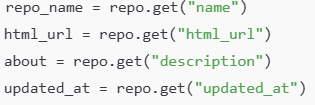 repo_name = repo.get("name")
html_url = repo.get("html_url")
about = repo.get("description")
updated_at = repo.get("updated_at")